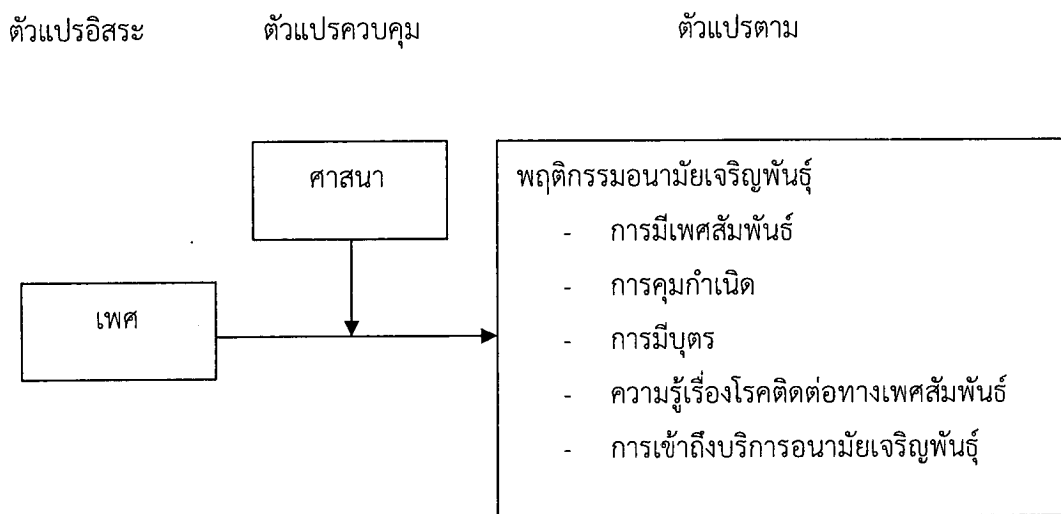 ตัวแปรอิสระ ตัวแปรควบคุม ตัวแปรตาม
ศาสนา
เพศ
พฤติกรรมอนามัยเจริญพันธุ์
- การมีเพศสัมพันธ์
- การคุมกำเนิด
- การมีบุตร
- ความรู้เรื่องโรคติดต่อทางเพศสัมพันธ์
- การเข้าถึงบริการอนามัยเจริญพันธุ์